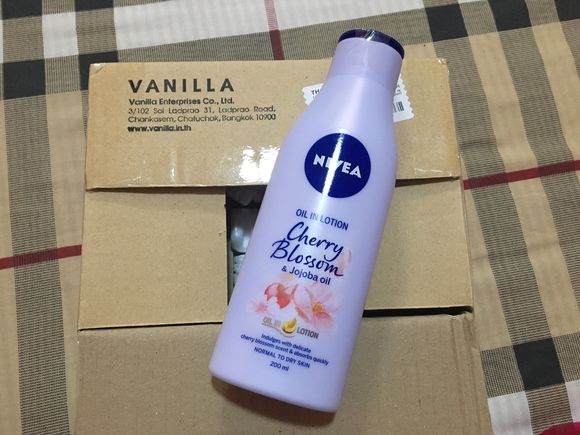 VANILLA
Vanilla Enterprises Co., Ltd.
3/102 Soi Ladprao 31, Ladprao Road,
Chankasem, Chatuchak, Bangkok 10900
www.vanilla.in.th
TH
NIVEA
OIL IN LOTION
Cherry
Blossom
& Jojoba oil
OIL IN LOTION
Indulges with delicate
cherry blossom scent & absorbs quickly
NORMAL TO DRY SKIN
200 ml